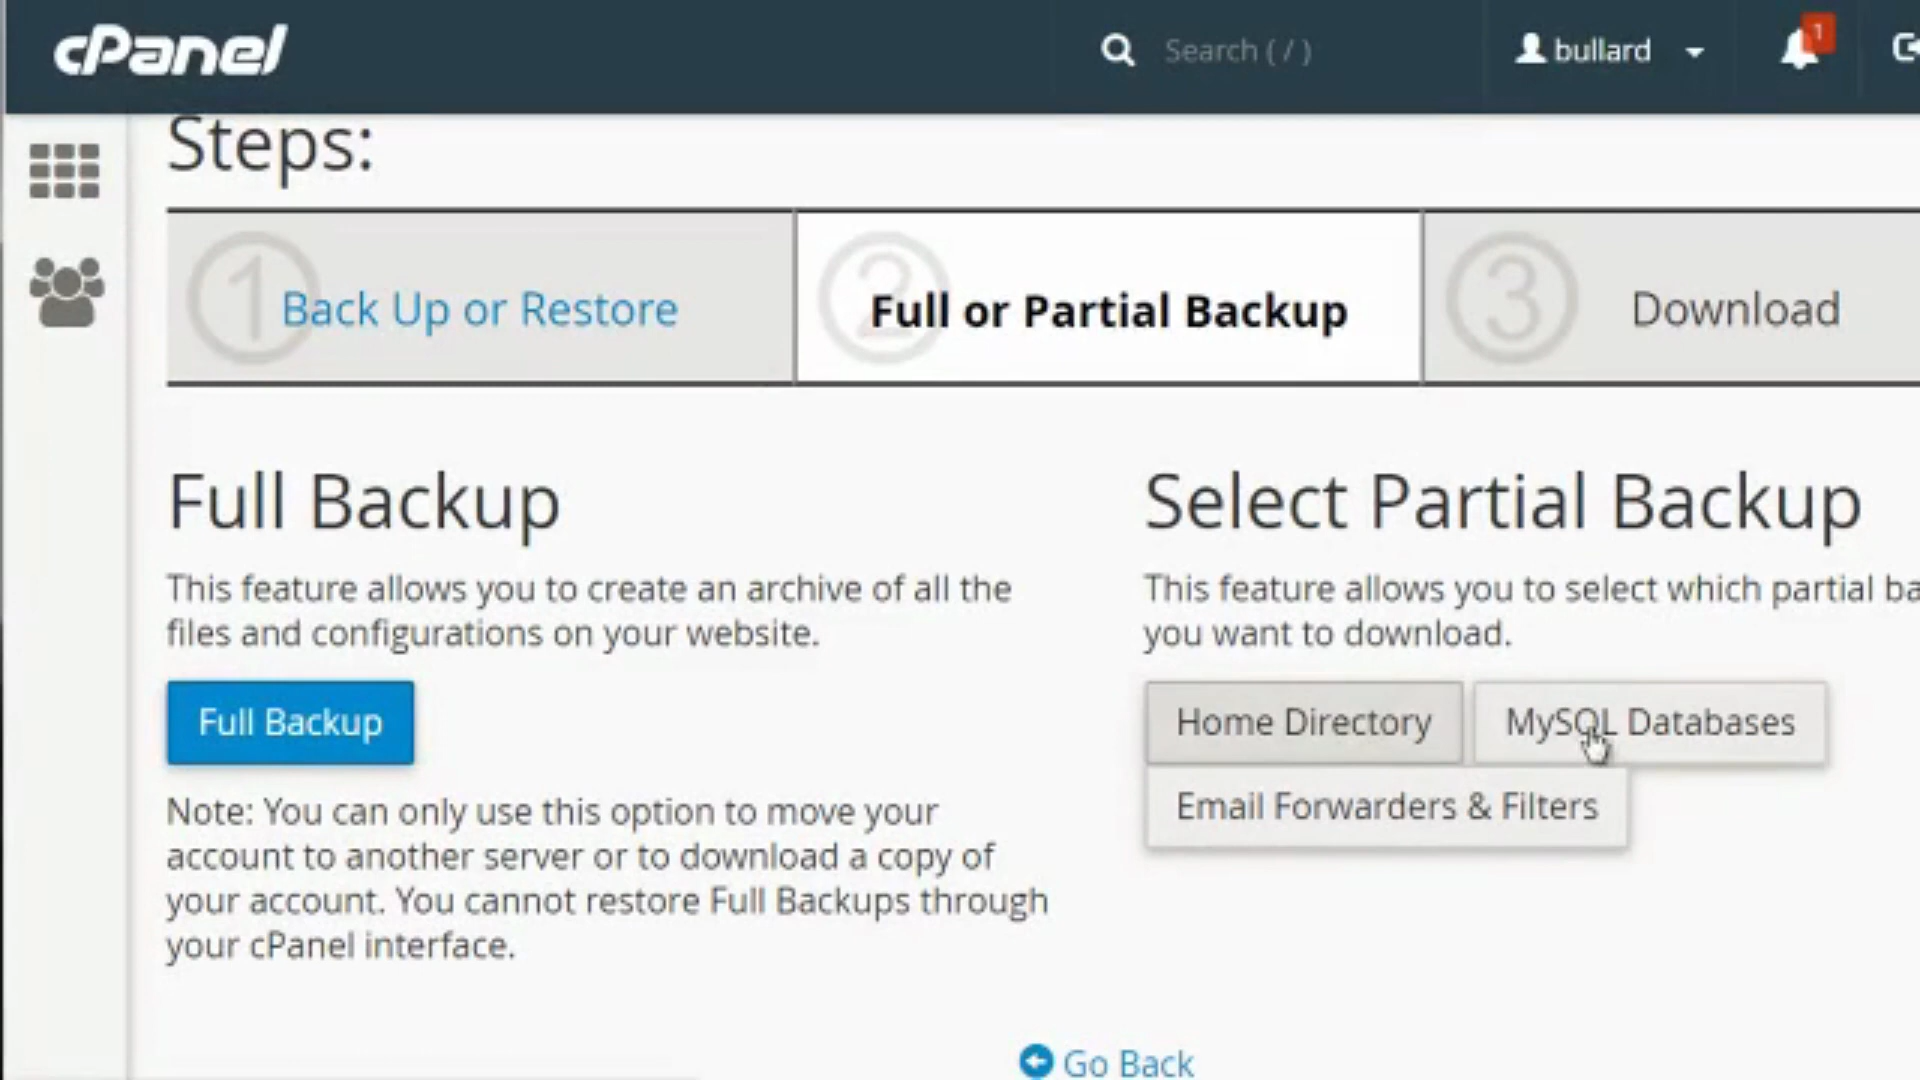 cPanel
Search ( / )
bullard
1
Steps:
1 Back Up or Restore
2 Full or Partial Backup
3 Download
Full Backup
This feature allows you to create an archive of all the
files and configurations on your website.
Full Backup
Note: You can only use this option to move your
account to another server or to download a copy of
your account. You cannot restore Full Backups through
your cPanel interface.
Select Partial Backup
This feature allows you to select which partial ba
you want to download.
Home Directory
MySQL Databases
Email Forwarders & Filters
Go Back